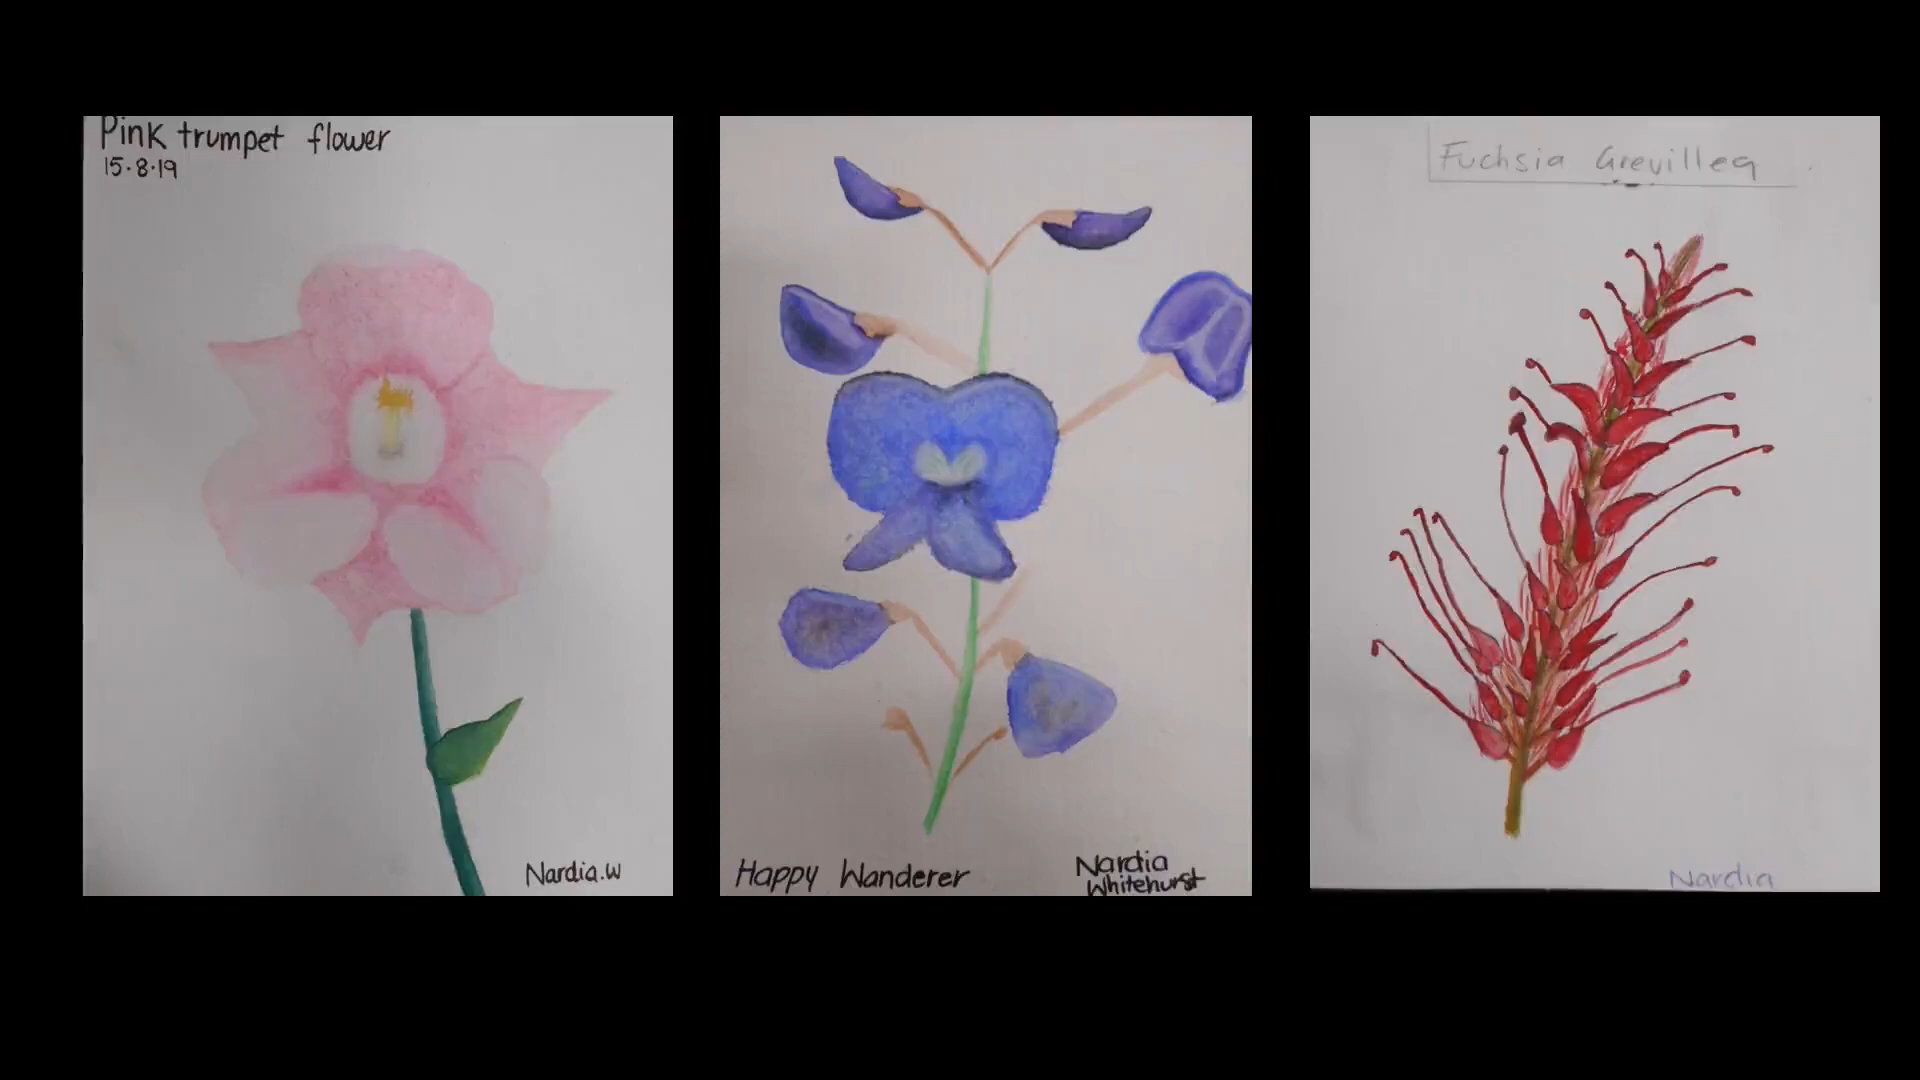 Pink trumpet flower
15.8.19
Nardia.W
Happy Wanderer
Nardia
Whitehurst
Fuchsia Grevillea
Nardia